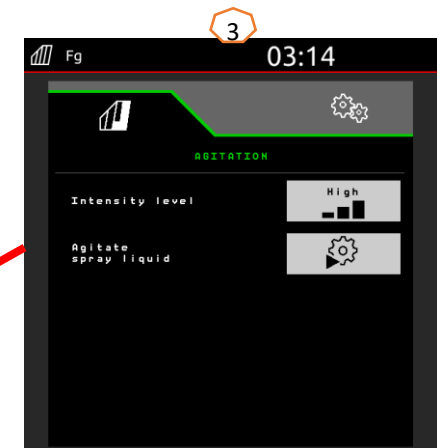 3
Fg 03:14
AGITATION
Intensity level
High
Agitate
spray liquid